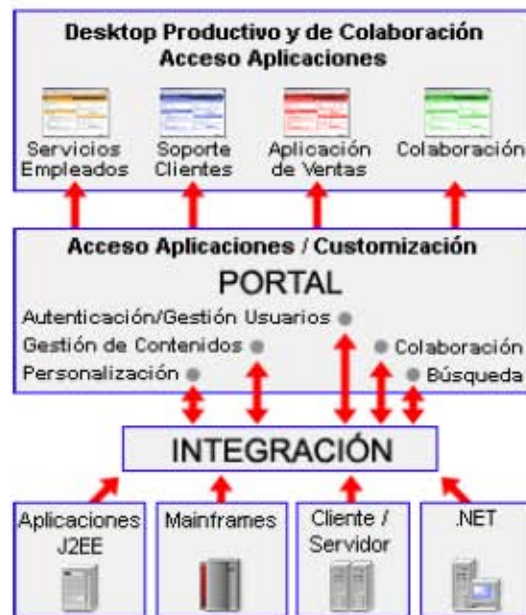 Desktop Productivo y de Colaboración
Acceso Aplicaciones
Servicios
Empleados
Soporte
Clientes
Aplicación
de Ventas
Colaboración
Acceso Aplicaciones / Customización
PORTAL
Autenticación/Gestión Usuarios
Gestión de Contenidos
Colaboración
Personalización
Búsqueda
INTEGRACIÓN
Aplicaciones
J2EE
Mainframes
Cliente /
Servidor
.NET